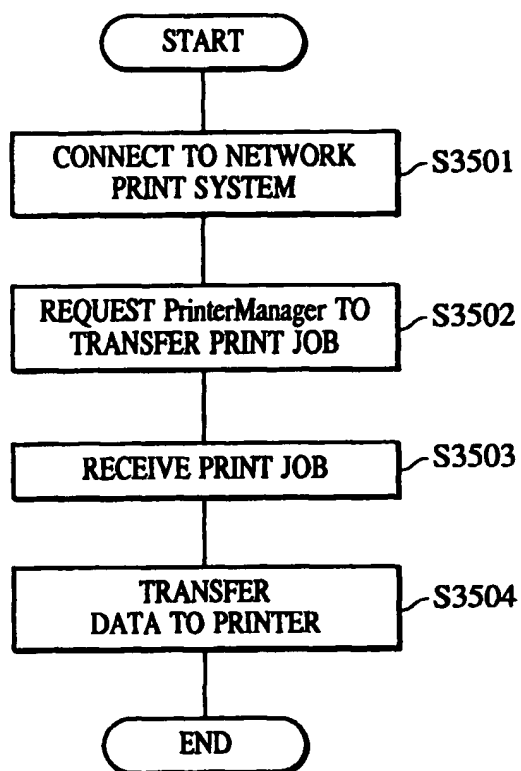 START
CONNECT TO NETWORK
PRINT SYSTEM
S3501
REQUEST PrinterManager TO
TRANSFER PRINT JOB
S3502
RECEIVE PRINT JOB
S3503
TRANSFER
DATA TO PRINTER
S3504
END